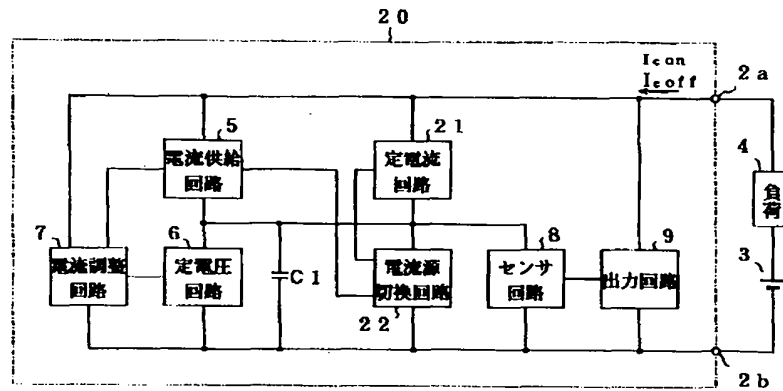 20
Icon
Icoff
2a
5
電流供給
回路
21
定電流
回路
4
負荷
7
電流調整
回路
6
定電圧
回路
C1
電流源
切換回路
22
8
センサ
回路
9
出力回路
3
2b